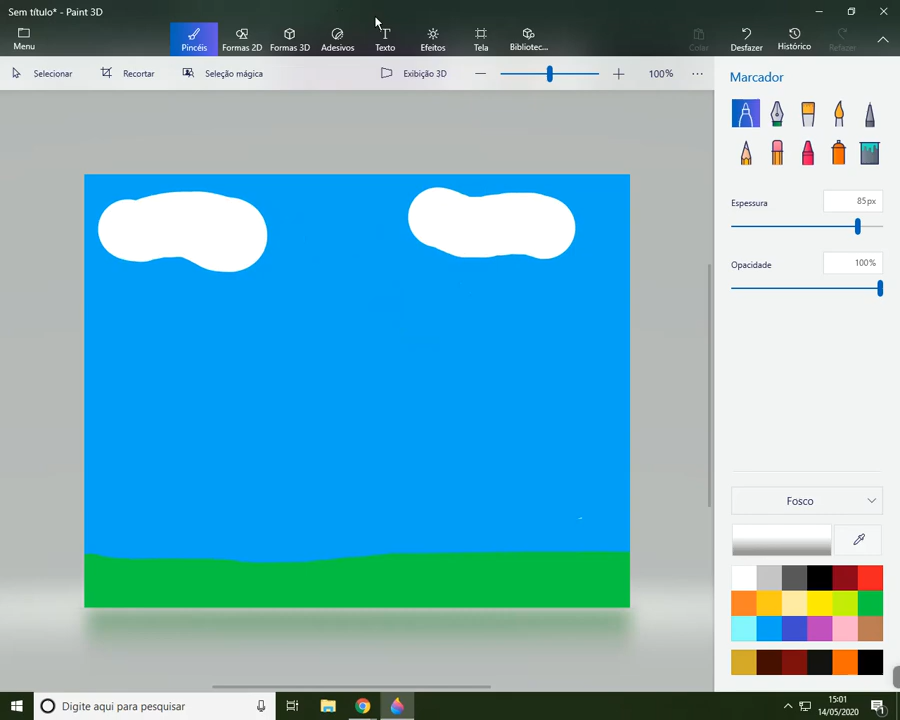 Sem título* - Paint 3D
Menu
Pincéis
Formas 2D
Formas 3D
Adesivos
Texto
Efeitos
Tela
Bibliotec...
Colar
Desfazer
Histórico
Refazer
Selecionar
Recortar
Seleção mágica
Exibição 3D
100%
Marcador
Espessura
85px
Opacidade
100%
Fosco
Digite aqui para pesquisar
15:01
14/05/2020
1